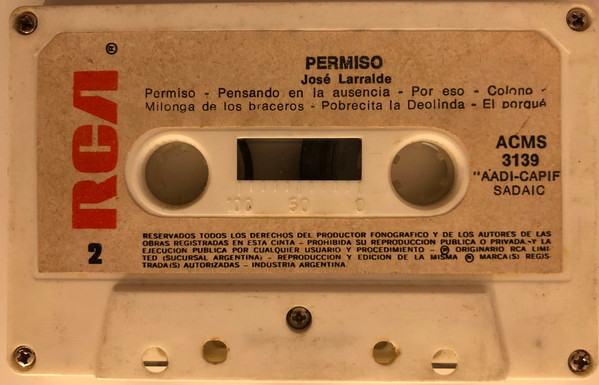 RCA ®
PERMISO
José Larralde
Permiso - Pensando en la ausencia - Por eso - Colono -
Milonga de los braceros - Pobrecita la Deolinda - El porqué
ACMS
3139
"AADI-CAPIF
SADAIC
100 50 0
2
RESERVADOS TODOS LOS DERECHOS DEL PRODUCTOR FONOGRAFICO Y DE LOS AUTORES DE LAS
OBRAS REGISTRADAS EN ESTA CINTA - PROHIBIDA SU REPRODUCCION PUBLICA O PRIVADA -Y LA
EJECUCION PUBLICA POR CUALQUIER USUARIO Y PROCEDIMIENTO - ℗ ORIGINARIO RCA LIMI-
TED (SUCURSAL ARGENTINA) - REPRODUCCION Y EDICION DE LA MISMA ® MARCA(S) REGIS-
TRADA(S) AUTORIZADAS - INDUSTRIA ARGENTINA.